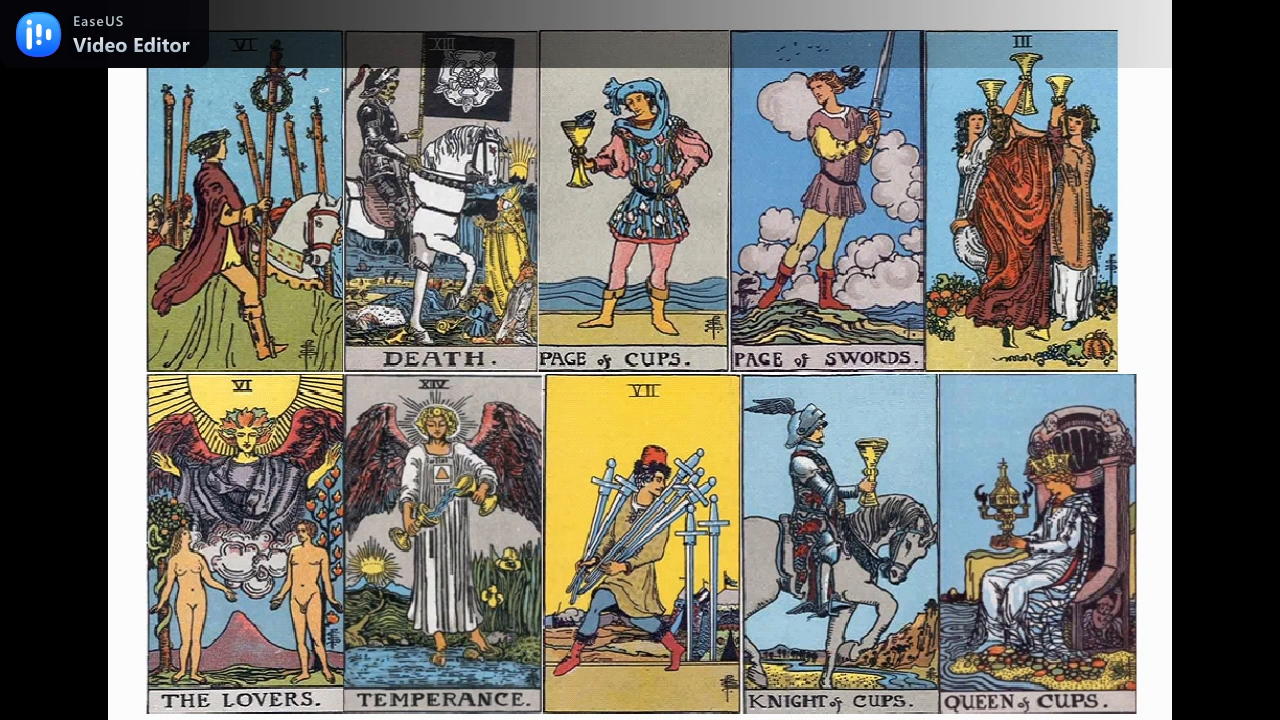 EaseUS
Video Editor
VI
XIII
III
DEATH.
PAGE of CUPS.
PAGE of SWORDS.
VI
XIV
VII
THE LOVERS.
TEMPERANCE.
KNIGHT of CUPS.
QUEEN of CUPS.